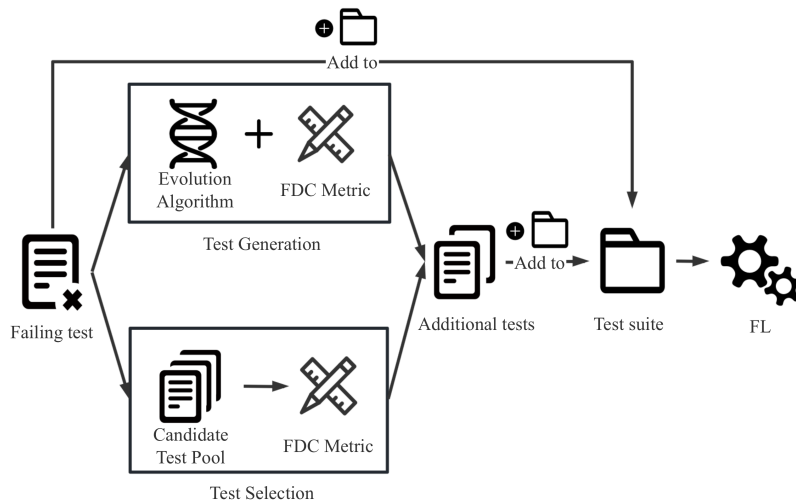 Add to
Evolution
Algorithm
FDC Metric
Test Generation
Failing test
Add to
Additional tests
Test suite
FL
Candidate
Test Pool
FDC Metric
Test Selection